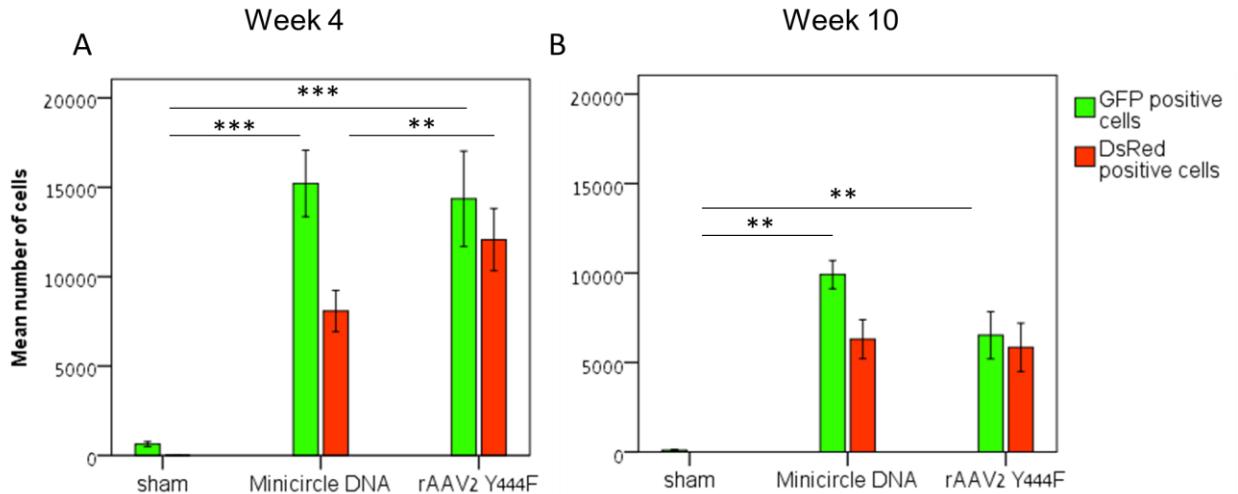 Week 4
Week 10
A
B
20000
15000
10000
5000
0
Mean number of cells
***
***
**
sham
Minicircle DNA
rAAV2 Y444F
20000
15000
10000
5000
0
**
**
sham
Minicircle DNA
rAAV2 Y444F
GFP positive
cells
DsRed
positive cells